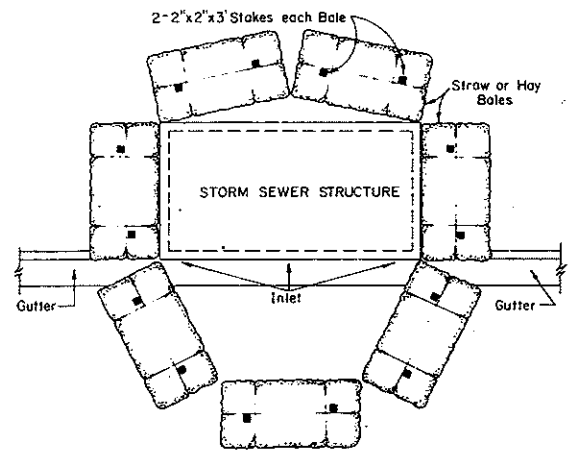 2-2"x2"x3' Stakes each Bale
Straw or Hay
Bales
STORM SEWER STRUCTURE
Gutter
Inlet
Gutter